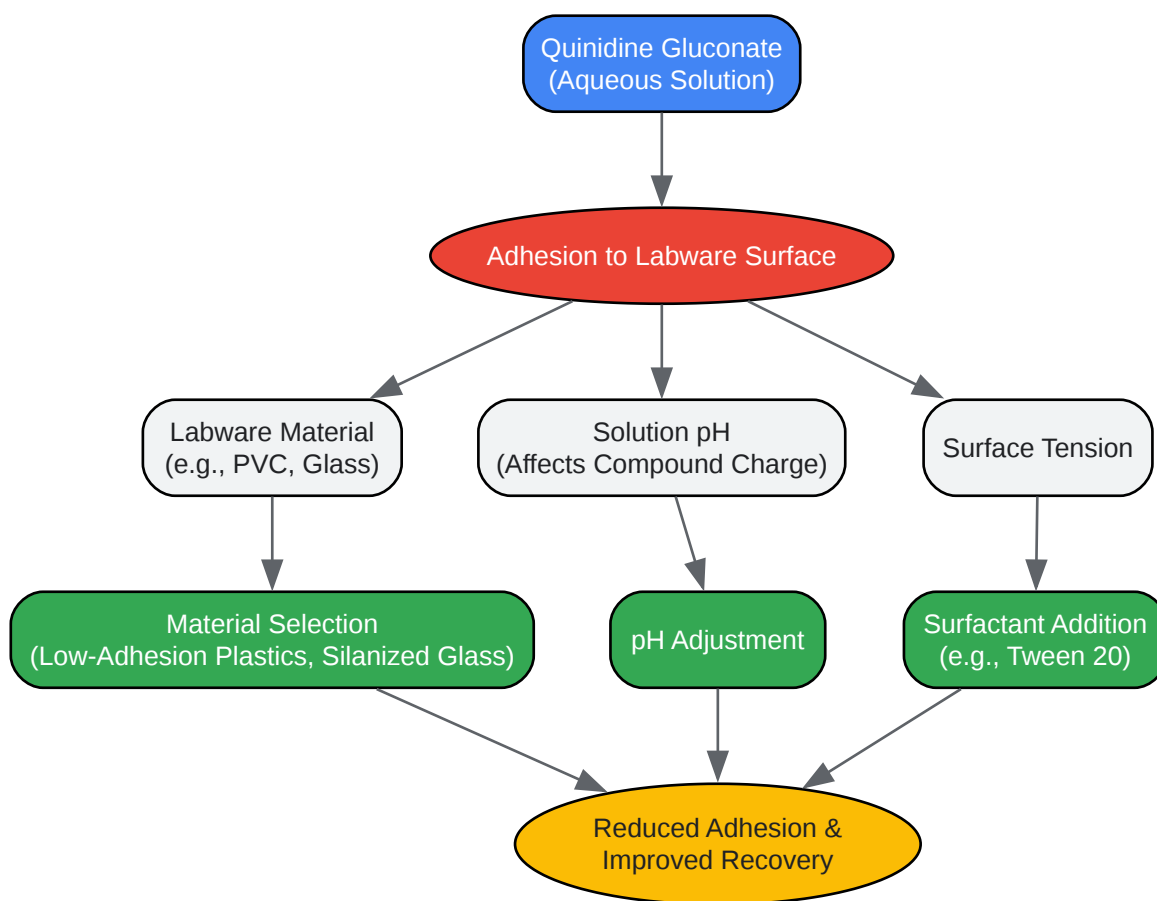 Quinidine Gluconate
(Aqueous Solution)
Adhesion to Labware Surface
Labware Material
(e.g., PVC, Glass)
Solution pH
(Affects Compound Charge)
Surface Tension
Material Selection
(Low-Adhesion Plastics, Silanized Glass)
pH Adjustment
Surfactant Addition
(e.g., Tween 20)
Reduced Adhesion &
Improved Recovery